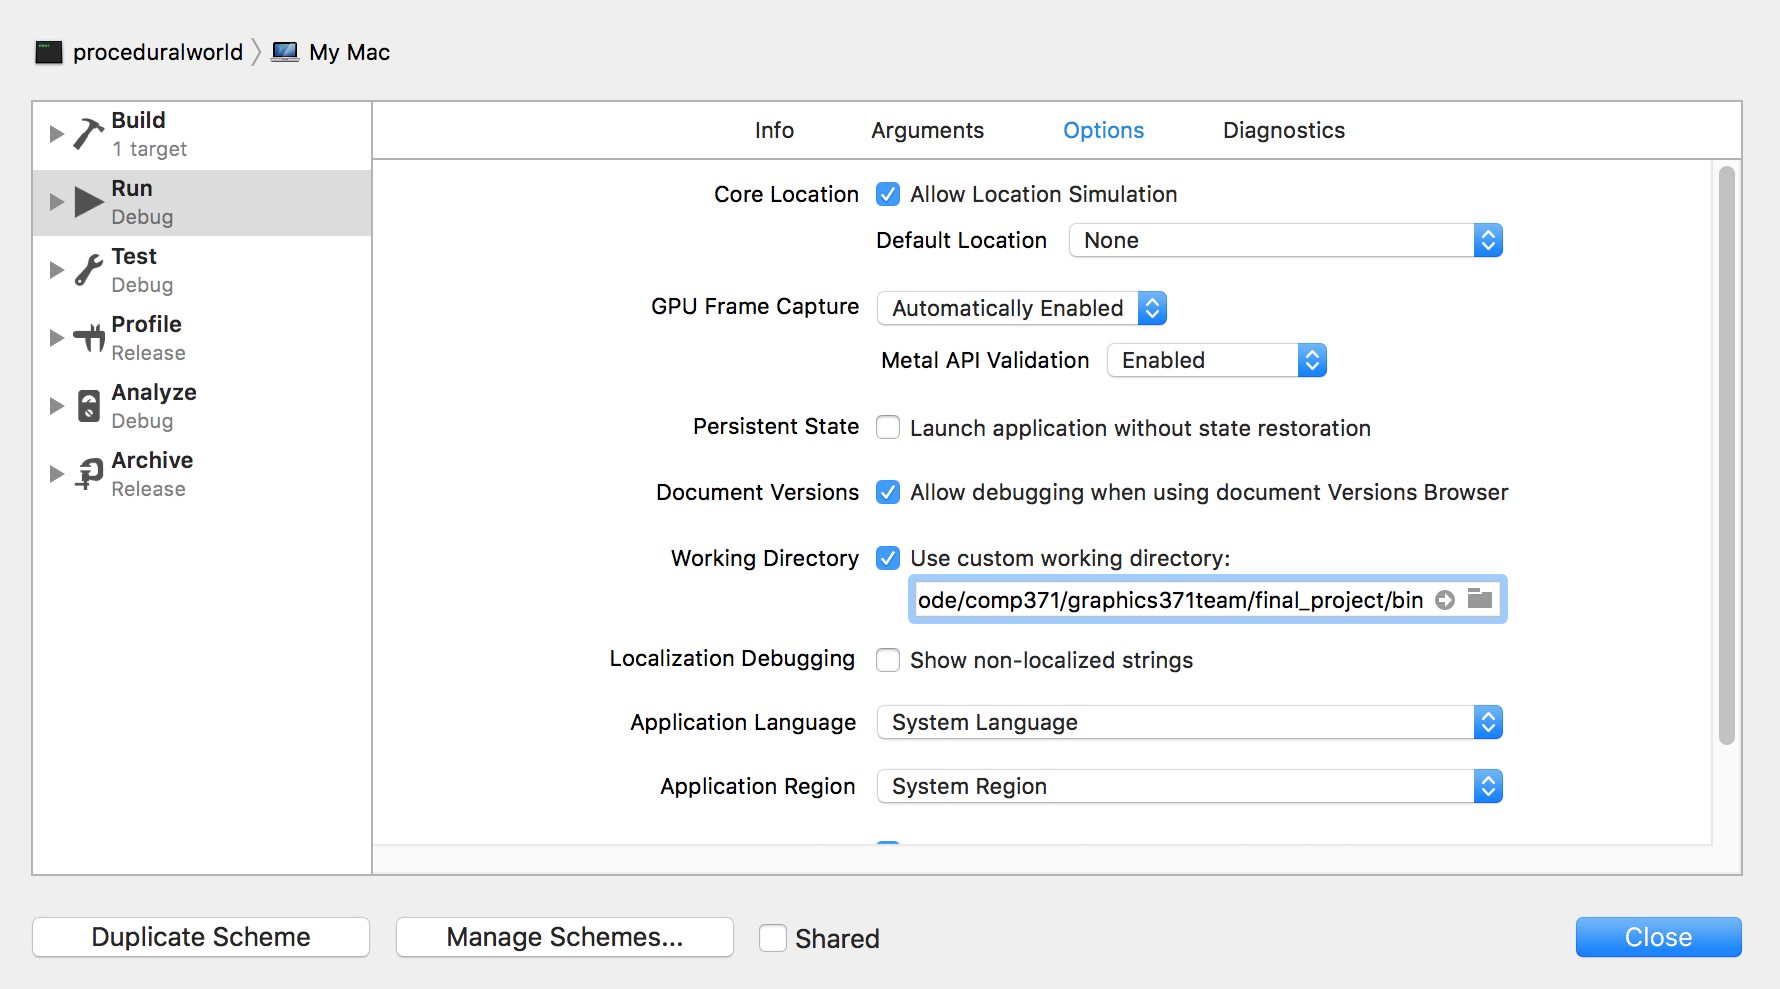 proceduralworld My Mac
Build
1 target
Run
Debug
Test
Debug
Profile
Release
Analyze
Debug
Archive
Release
Info Arguments Options Diagnostics
Core Location Allow Location Simulation
Default Location None
GPU Frame Capture Automatically Enabled
Metal API Validation Enabled
Persistent State Launch application without state restoration
Document Versions Allow debugging when using document Versions Browser
Working Directory Use custom working directory:
ode/comp371/graphics371team/final_project/bin
Localization Debugging Show non-localized strings
Application Language System Language
Application Region System Region
Duplicate Scheme Manage Schemes... Shared Close